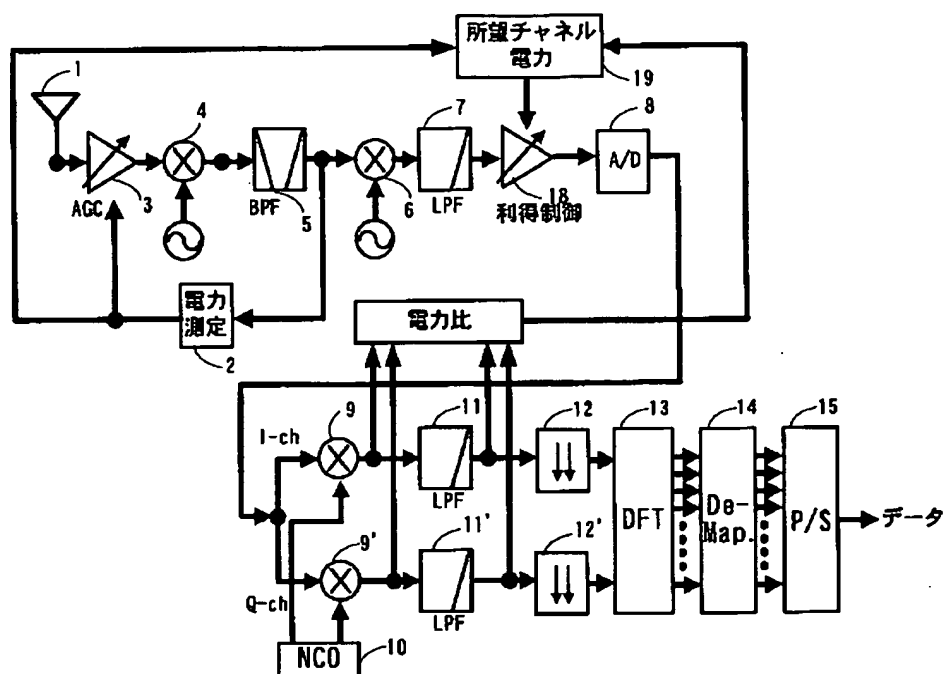 所望チャネル
電力
19
1
4
7
8
A/D
3
AGC
5
BPF
6
LPF
18
利得制御
電力
測定
2
電力比
9
11
12
13
14
15
I-ch
LPF
DFT
De-
Map.
P/S
データ
9'
11'
12'
Q-ch
LPF
NCO
10